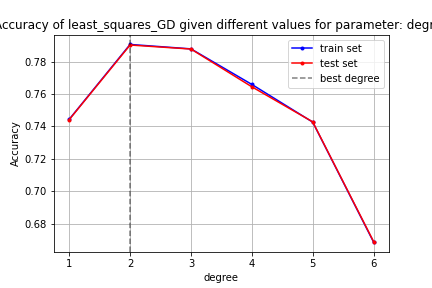 Accuracy of least_squares_GD given different values for parameter: degr
train set
test set
best degree
0.78
0.76
0.74
0.72
0.70
0.68
Accuracy
1 2 3 4 5 6
degree